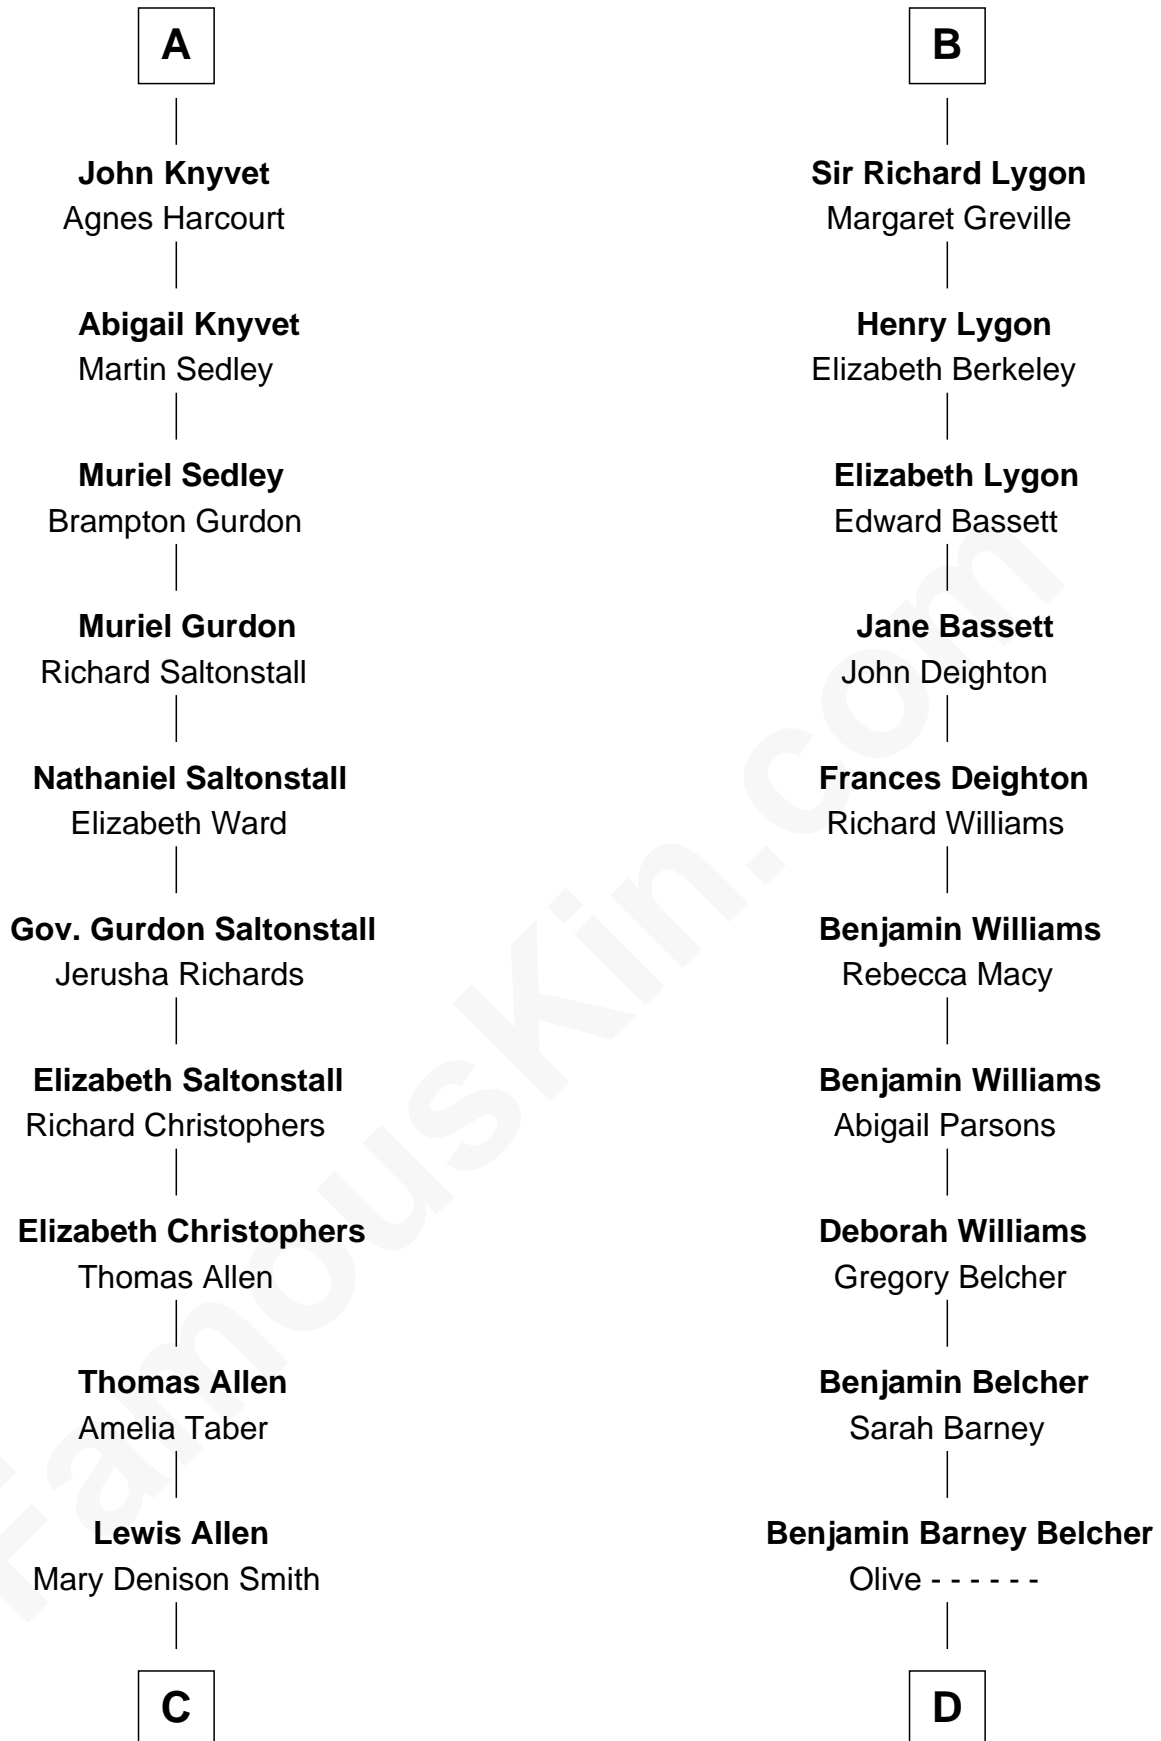 A
John Knyvet
Agnes Harcourt
Abigail Knyvet
Martin Sedley
Muriel Sedley
Brampton Gurdon
Muriel Gurdon
Richard Saltonstall
Nathaniel Saltonstall
Elizabeth Ward
Gov. Gurdon Saltonstall
Jerusha Richards
Elizabeth Saltonstall
Richard Christophers
Elizabeth Christophers
Thomas Allen
Thomas Allen
Amelia Taber
Lewis Allen
Mary Denison Smith
C
B
Sir Richard Lygon
Margaret Greville
Henry Lygon
Elizabeth Berkeley
Elizabeth Lygon
Edward Bassett
Jane Bassett
John Deighton
Frances Deighton
Richard Williams
Benjamin Williams
Rebecca Macy
Benjamin Williams
Abigail Parsons
Deborah Williams
Gregory Belcher
Benjamin Belcher
Sarah Barney
Benjamin Barney Belcher
Olive - - - - - -
D
FamousKin.com